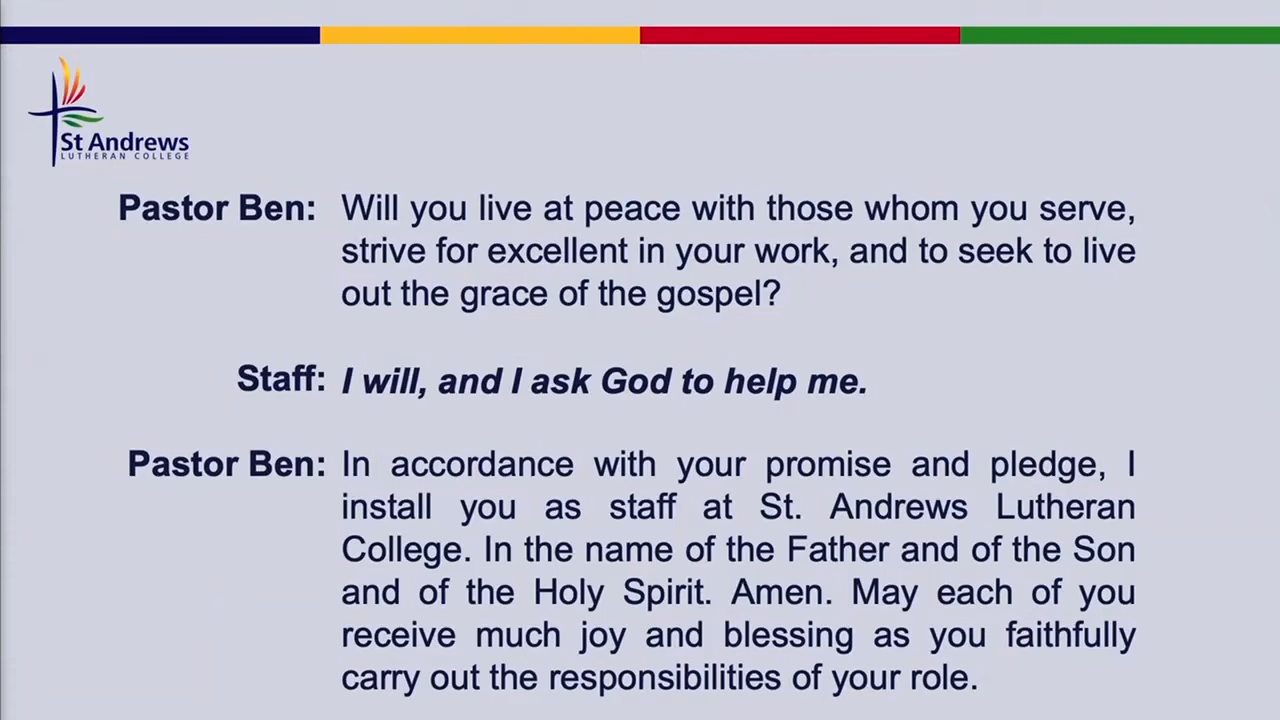 St Andrews
LUTHERAN COLLEGE
Pastor Ben: Will you live at peace with those whom you serve,
strive for excellent in your work, and to seek to live
out the grace of the gospel?
Staff: I will, and I ask God to help me.
Pastor Ben: In accordance with your promise and pledge, I
install you as staff at St. Andrews Lutheran
College. In the name of the Father and of the Son
and of the Holy Spirit. Amen. May each of you
receive much joy and blessing as you faithfully
carry out the responsibilities of your role.